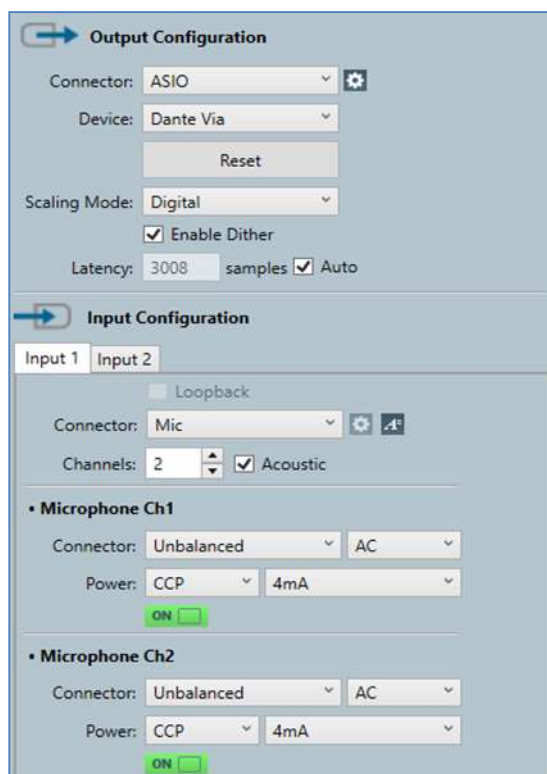 Output Configuration
Connector: ASIO
Device: Dante Via
Reset
Scaling Mode: Digital
Enable Dither
Latency: 3008 samples Auto
Input Configuration
Input 1 Input 2
Loopback
Connector: Mic
Channels: 2 Acoustic
• Microphone Ch1
Connector: Unbalanced AC
Power: CCP 4mA
ON
• Microphone Ch2
Connector: Unbalanced AC
Power: CCP 4mA
ON